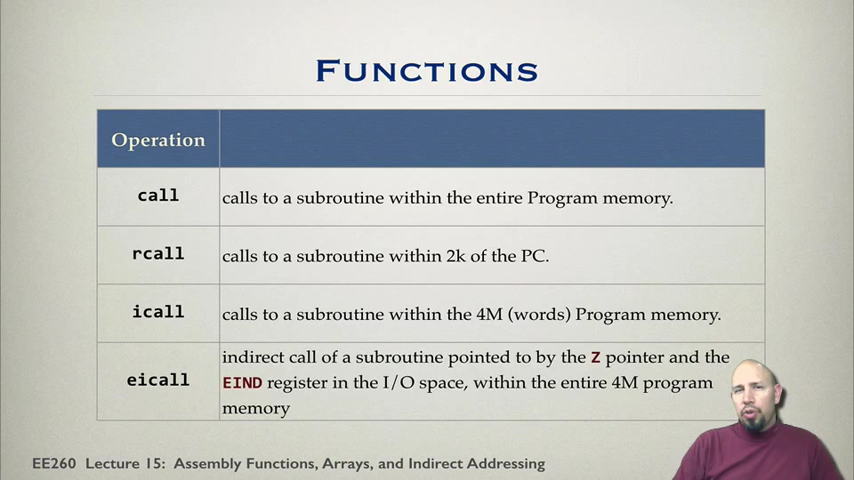 Functions
Operation
call
calls to a subroutine within the entire Program memory.
rcall
calls to a subroutine within 2k of the PC.
icall
calls to a subroutine within the 4M (words) Program memory.
eicall
indirect call of a subroutine pointed to by the Z pointer and the
EIND register in the I/O space, within the entire 4M program
memory
EE260 Lecture 15: Assembly Functions, Arrays, and Indirect Addressing